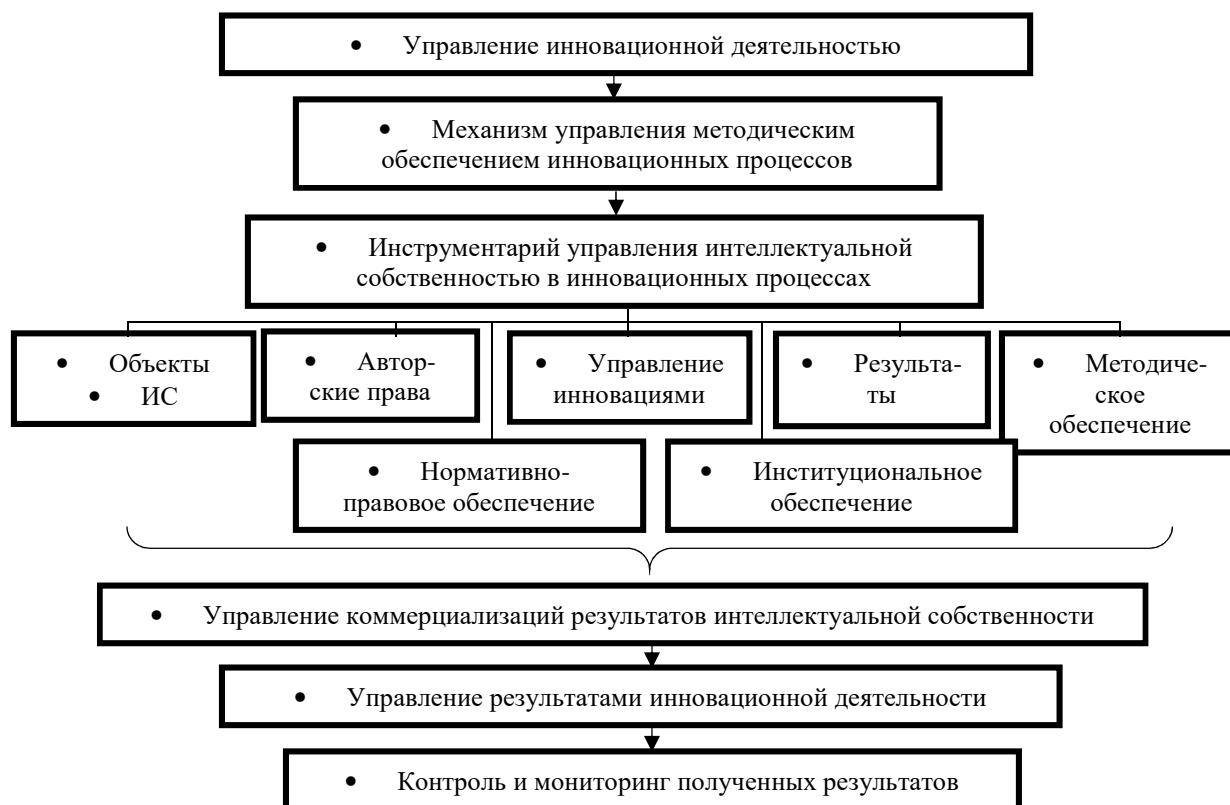 • Управление инновационной деятельностью
• Механизм управления методическим
обеспечением инновационных процессов
• Инструментарий управления интеллектуальной
собственностью в инновационных процессах
• Объекты
• ИС
• Автор-
ские права
• Управление
инновациями
• Результа-
ты
• Методиче-
ское
обеспечение
• Нормативно-
правовое обеспечение
• Институциональное
обеспечение
• Управление коммерциализаций результатов интеллектуальной собственности
• Управление результатами инновационной деятельности
• Контроль и мониторинг полученных результатов